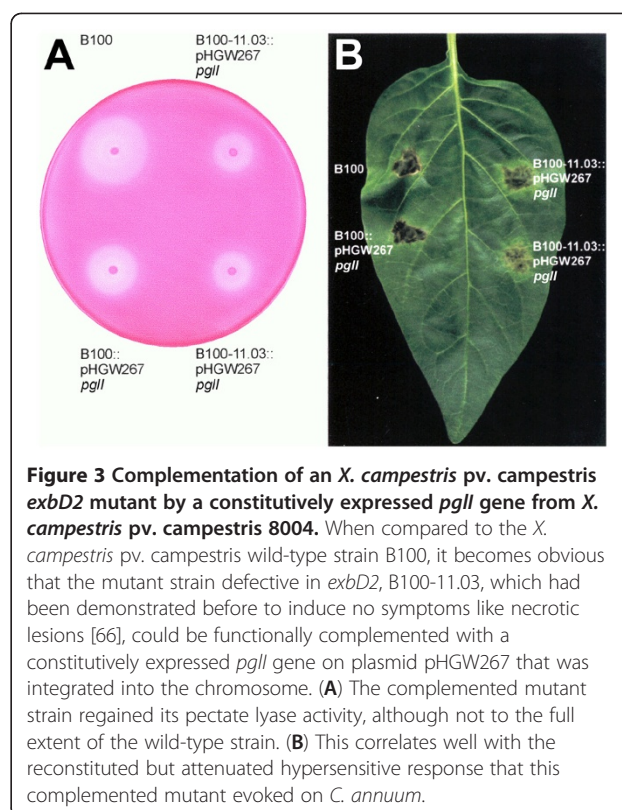 A
B100
B100-11.03::
pHGW267
pglI
B100::
pHGW267
pglI
B100-11.03::
pHGW267
pglI
B
B100
B100-11.03::
pHGW267
pglI
B100::
pHGW267
pglI
B100-11.03::
pHGW267
pglI
Figure 3 Complementation of an X. campestris pv. campestris
exbD2 mutant by a constitutively expressed pglI gene from X.
campestris pv. campestris 8004. When compared to the X.
campestris pv. campestris wild-type strain B100, it becomes obvious
that the mutant strain defective in exbD2, B100-11.03, which had
been demonstrated before to induce no symptoms like necrotic
lesions [66], could be functionally complemented with a
constitutively expressed pglI gene on plasmid pHGW267 that was
integrated into the chromosome. (A) The complemented mutant
strain regained its pectate lyase activity, although not to the full
extent of the wild-type strain. (B) This correlates well with the
reconstituted but attenuated hypersensitive response that this
complemented mutant evoked on C. annuum.